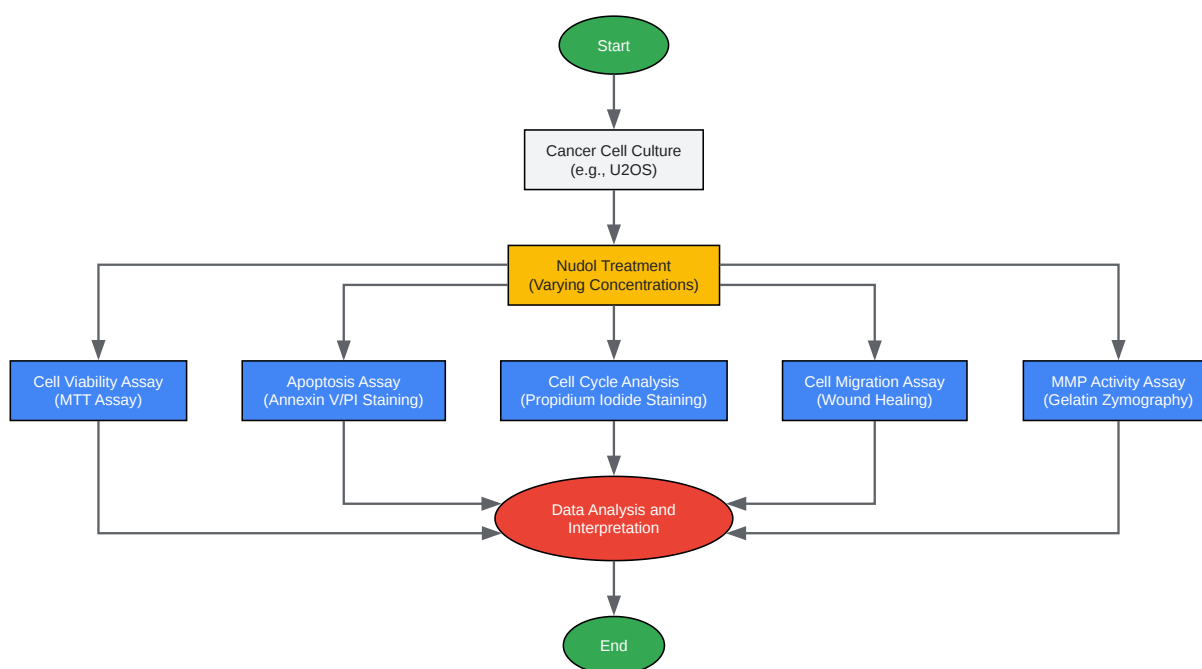 Start
Cancer Cell Culture
(e.g., U2OS)
Nudol Treatment
(Varying Concentrations)
Cell Viability Assay
(MTT Assay)
Apoptosis Assay
(Annexin V/PI Staining)
Cell Cycle Analysis
(Propidium Iodide Staining)
Cell Migration Assay
(Wound Healing)
MMP Activity Assay
(Gelatin Zymography)
Data Analysis and
Interpretation
End